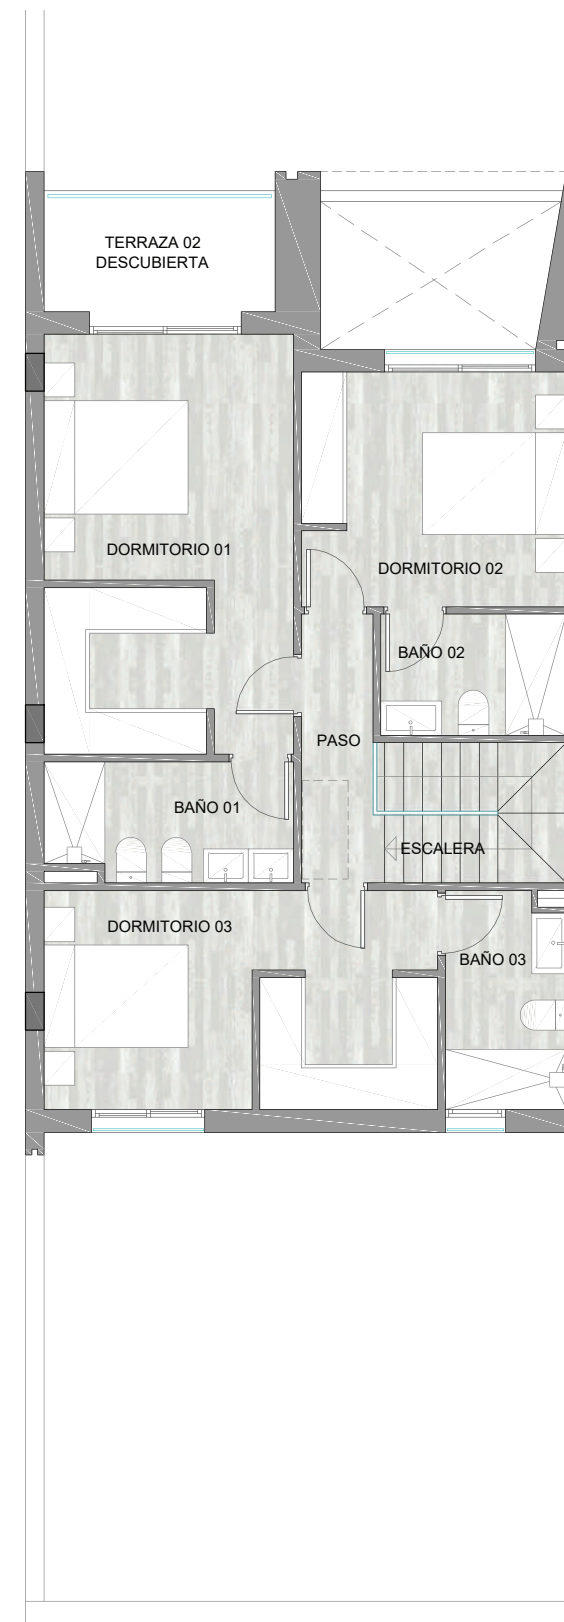 TERRAZA 02
DESCUBIERTA
DORMITORIO 01
DORMITORIO 02
BAÑO 02
PASO
BAÑO 01
ESCALERA
DORMITORIO 03
BAÑO 03